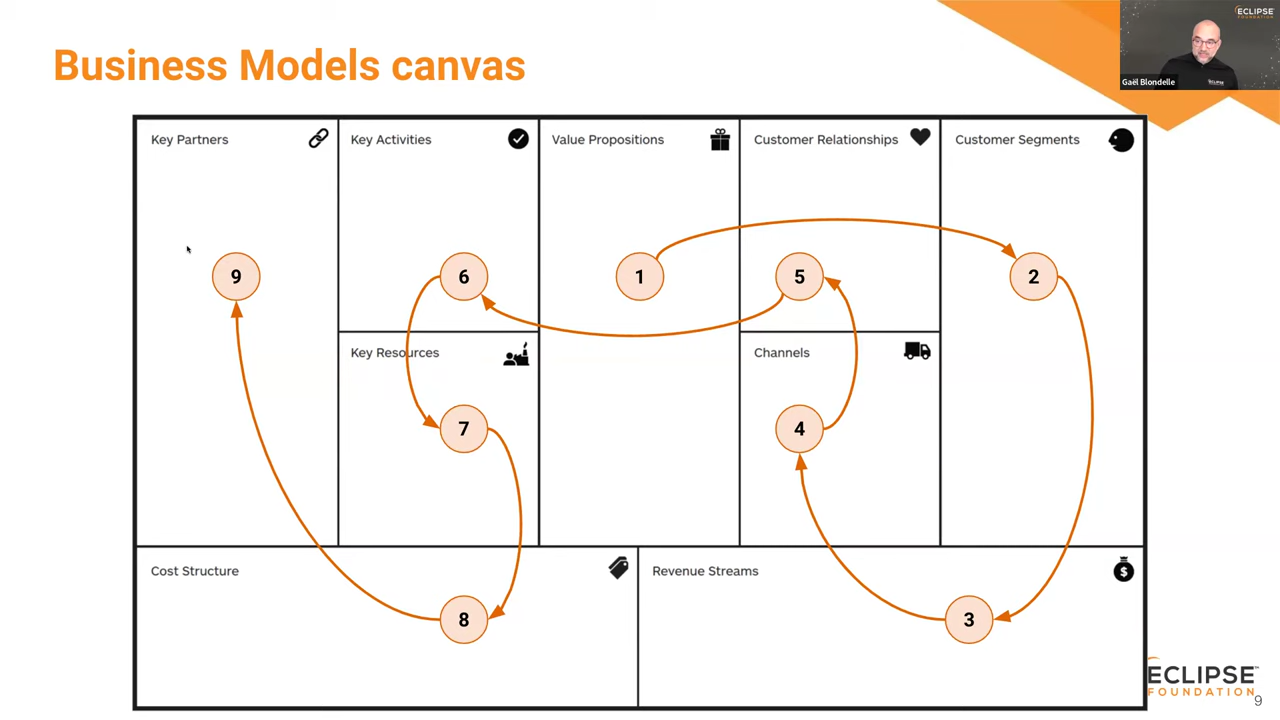 Business Models canvas
ECLIPSE
FOUNDATION
Gaël Blondelle
ECLIPSE
Key Partners
Key Activities
Value Propositions
Customer Relationships
Customer Segments
9
6
1
5
2
Key Resources
Channels
7
4
Cost Structure
Revenue Streams
8
3
ECLIPSE
FOUNDATION
9